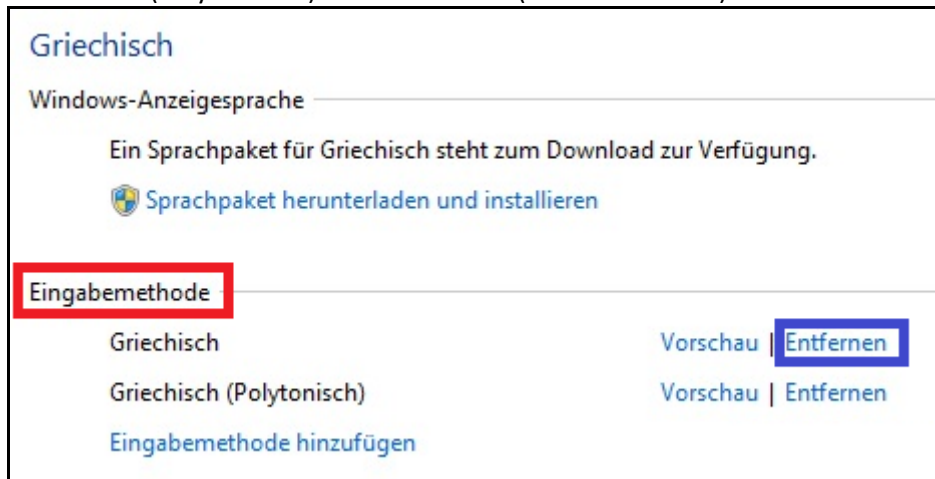 Griechisch
Windows-Anzeigesprache
Ein Sprachpaket für Griechisch steht zum Download zur Verfügung.
Sprachpaket herunterladen und installieren
Eingabemethode
Griechisch Vorschau | Entfernen
Griechisch (Polytonisch) Vorschau | Entfernen
Eingabemethode hinzufügen